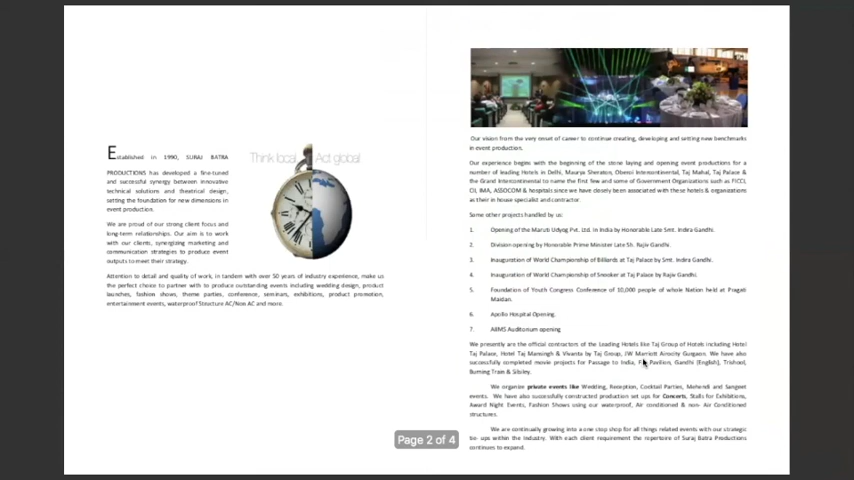 Established in 1990, SURAJ BATRA
PRODUCTIONS has developed a fine-tuned
and successful synergy between innovative
technical solutions and theatrical design,
setting the foundation for new dimensions in
event production.
We are proud of our strong client focus and
long-term relationships. Our aim is to work
with our clients, synergising marketing and
communication strategies to produce event
outputs to meet their strategy.
Think local Act global
Attention to detail and quality of work, in tandem with over 50 years of industry experience, make us
the perfect choice to partner with to produce outstanding events including wedding design, product
launches, fashion shows, theme parties, conference, seminars, exhibitions, product promotion,
entertainment events, waterproof Structure AC/Non AC and more.
Our vision from the very onset of career to continue creating, developing and setting new benchmarks
in event production.
Our experience begins with the beginning of the stone laying and opening event productions for a
number of leading Hotels in Delhi, Maurya Sheraton, Oberoi Intercontinental, Taj Mahal, Taj Palace &
the Grand Intercontinental to name the first few and some of Government Organizations such as FICCI,
CII, IMA, ASSOCOM & hospitals since we have closely been associated with these hotels & organizations
as their in house specialist and contractor.
Some other projects handled by us:
1. Opening of the Maruti Udyog Pvt. Ltd. in India by Honorable Late Smt. Indira Gandhi.
2. Division opening by Honorable Prime Minister Late Sh. Rajiv Gandhi.
3. Inauguration of World Championship of Billiards at Taj Palace by Smt. Indira Gandhi.
4. Inauguration of World Championship of Snooker at Taj Palace by Rajiv Gandhi.
5. Foundation of Youth Congress Conference of 10,000 people of whole Nation held at Pragati
Maidan.
6. Apollo Hospital Opening.
7. AIIMS Auditorium opening
We presently are the official contractors of the Leading Hotels like Taj Group of Hotels including Hotel
Taj Palace, Hotel Taj Mansingh & Vivanta by Taj Group, JW Marriott Airocity Gurgaon. We have also
successfully completed movie projects for Passage to India, Pavilion, Gandhi (English), Trishool,
Burning Train & Silsiley.
We organize private events like Wedding, Reception, Cocktail Parties, Mehendi and Sangeet
events. We have also successfully constructed production set ups for Concerts, Stalls for Exhibitions,
Award Night Events, Fashion Shows using our waterproof, Air conditioned & non- Air Conditioned
structures.
We are continually growing into a one stop shop for all things related events with our strategic
tie- ups within the Industry. With each client requirement the repertoire of Suraj Batra Productions
continues to expand.
Page 2 of 4